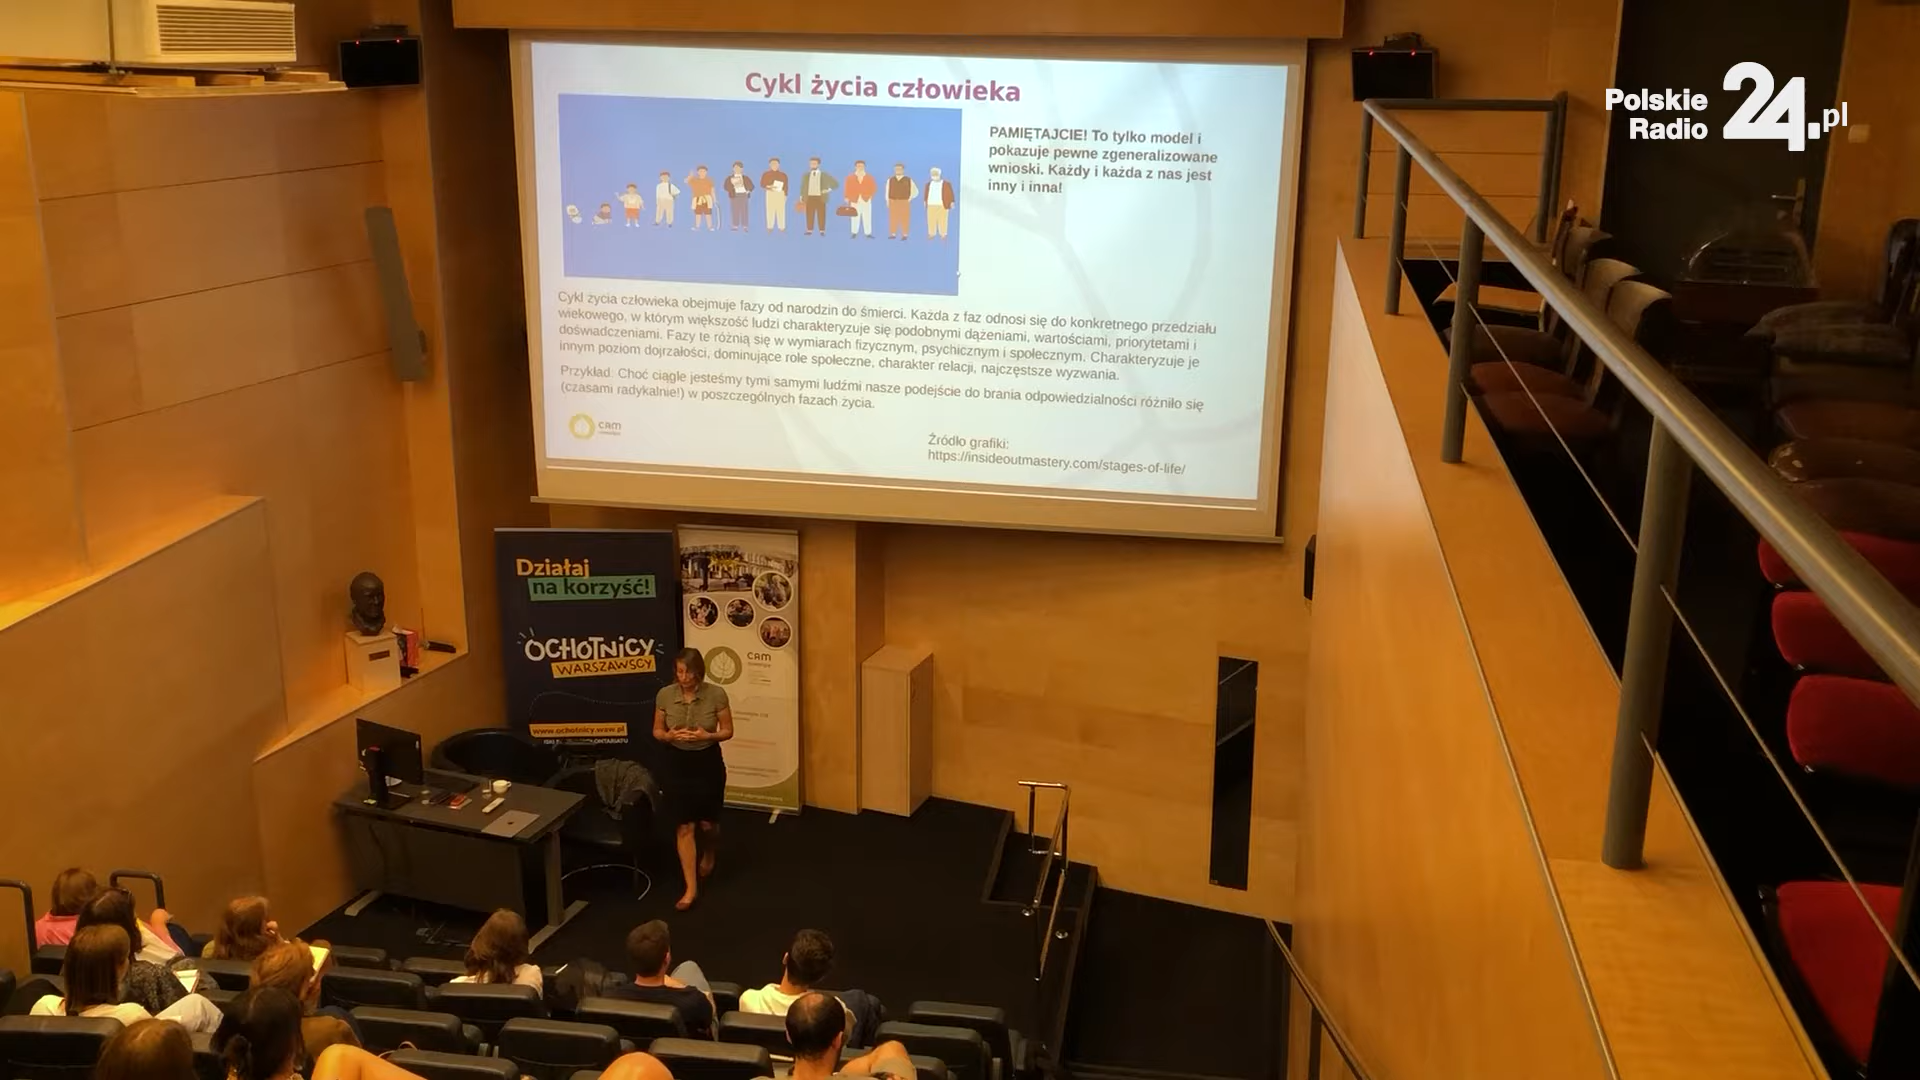 Polskie
Radio
24.pl
Cykl życia człowieka
PAMIĘTAJCIE! To tylko model i
pokazuje pewne zgeneralizowane
wnioski. Każdy i każda z nas jest
inny i inna!
Cykl życia człowieka obejmuje fazy od narodzin do śmierci. Każda z faz odnosi się do konkretnego przedziału
wiekowego, w którym większość ludzi charakteryzuje się podobnymi dążeniami, wartościami, priorytetami i
doświadczeniami. Fazy te różnią się w wymiarach fizycznym, psychicznym i społecznym. Charakteryzuje je
innym poziom dojrzałości, dominujące role społeczne, charakter relacji, najczęstsze wyzwania.
Przykład: Choć ciągle jesteśmy tymi samymi ludźmi nasze podejście do brania odpowiedzialności różniło się
(czasami radykalnie!) w poszczególnych fazach życia.
CAM
Źródło grafiki:
https://insideoutmastery.com/stages-of-life/
Działaj
na korzyść!
OCHOTNICY
WARSZAWSCY
www.ochotnicy.waw.pl
CAM